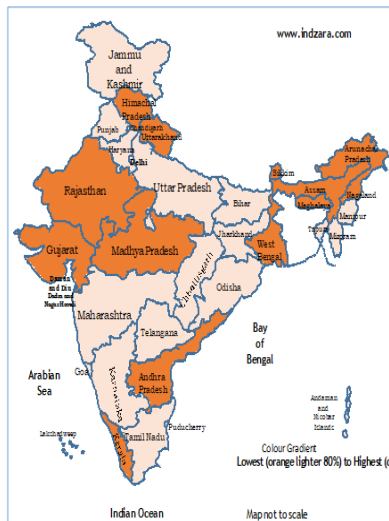 www.indzara.com
Jammu
and
Kashmir
Himachal
Pradesh
Chandigarh
Punjab
Uttarakhand
Haryana
Delhi
Arunachal
Pradesh
Rajasthan
Uttar Pradesh
Sikkim
Assam
Nagaland
Bihar
Meghalaya
Manipur
Gujarat
Madhya Pradesh
Jharkhand
West
Bengal
Tripura
Mizoram
Daman
and Diu
Dadra and
Nagar Haveli
Chhattisgarh
Odisha
Maharashtra
Telangana
Bay
of
Bengal
Arabian
Sea
Goa
Karnataka
Andhra
Pradesh
Andaman
and
Nicobar
Islands
Lakshadweep
Kerala
Tamil Nadu
Puducherry
Colour Gradient
Lowest (orange lighter 80%) to Highest (
Indian Ocean
Map not to scale